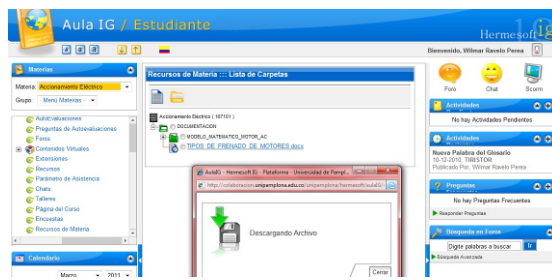 Aula IG / Estudiante
Hermesoft IG
Bienvenido, Wilmar Ravelo Perea
Materias
Materia: Accionamiento Eléctrico
Grupo: Menú Materias -
AutoEvaluaciones
Preguntas de Autoevaluaciones
Foros
Contenidos Virtuales
Extensiones
Recursos
Parámetro de Asistencia
Chats
Talleres
Página del Curso
Encuestas
Recursos de Materia
Calendario
Marzo
2011
Recursos de Materia ::: Lista de Carpetas
Accionamiento Eléctrico ( 167101 )
DOCUMENTACION
MODELO_MATEMATICO_MOTOR_AC
TIPOS_DE_FRENADO_DE_MOTORES.docx
AulaIG - Hermesoft IG - Plataforma - Universidad de Pampl...
http://colaboracion.unipamplona.edu.co/unipamplona/hermesoft/aulaIG/
Descargando Archivo
Cerrar
Foro
Chat
Scorm
Actividades
No hay Actividades Pendientes
Actividades
Nueva Palabra del Glosario
10-12-2010, TIRISTOR
Publicado Por. Wilmar Ravelo Perea
Preguntas
No hay Preguntas Frecuentes
Responder Preguntas
Búsqueda en Foros
Digite palabras a buscar
Ir
Búsqueda Avanzada